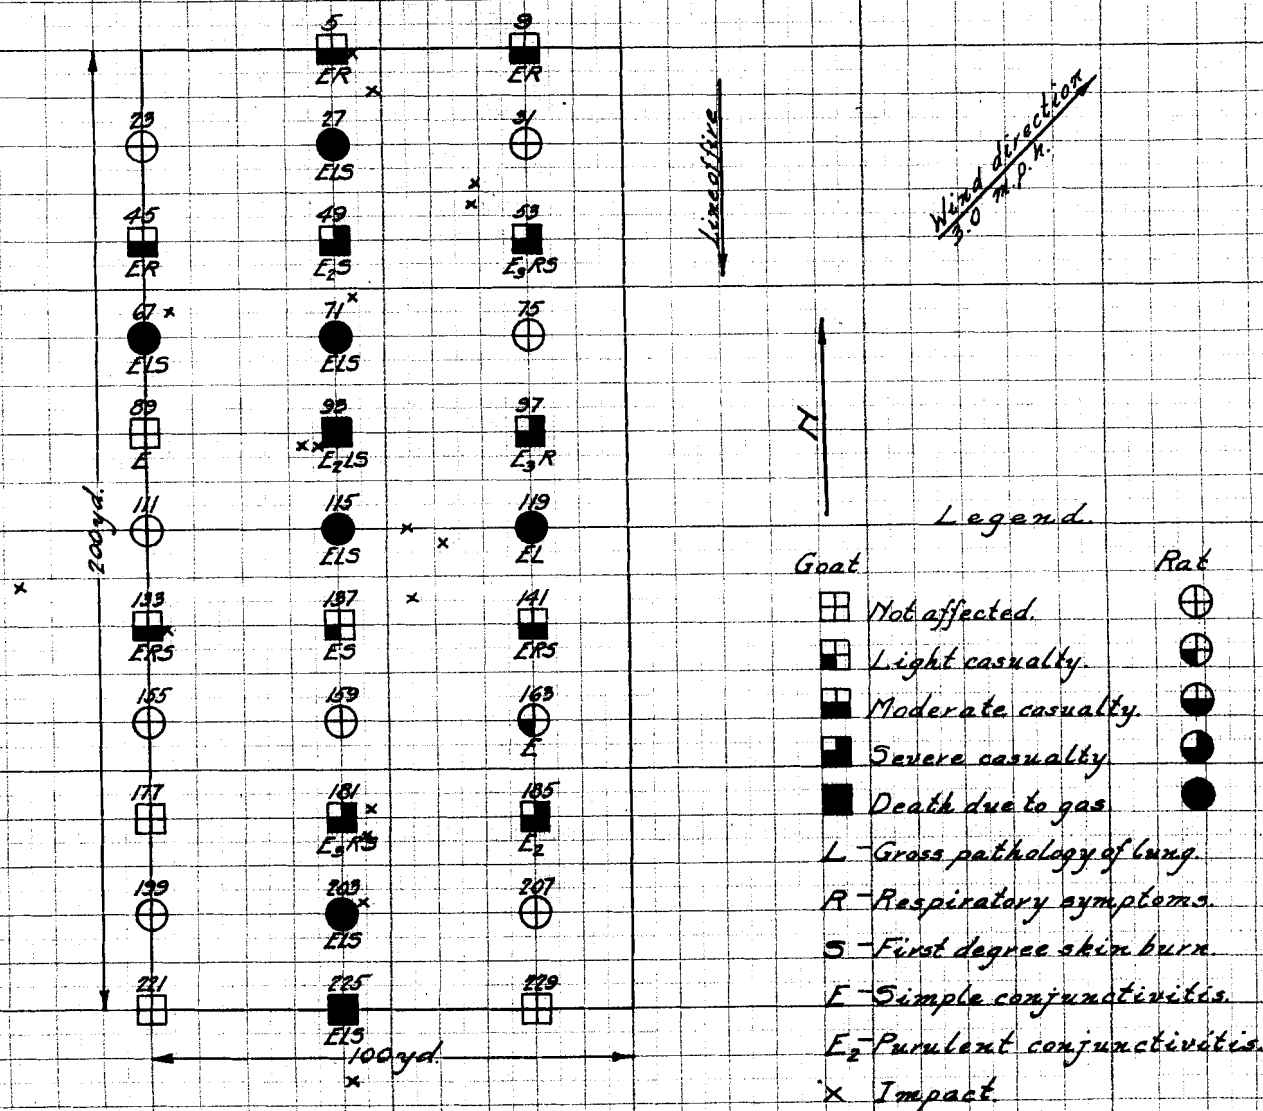 5 9
ER ER
23 27 31
ELS
45 49 53
ER E₂S E₃RS
67 71 75
ELS ELS
89 93 97
E E₂LS E₃R
111 115 119
ELS EL
133 137 141
ERS ES ERS
155 159 163
E
177 181 185
E₃RS E₂
199 203 207
ELS
221 225 229
ELS
200yd.
100yd.
Line of fire
Wind direction
3.0 m.p.h.
N
Legend.
Goat Rat
Not affected.
Light casualty.
Moderate casualty.
Severe casualty
Death due to gas
L-Gross pathology of lung.
R-Respiratory symptoms.
S-First degree skin burn.
E-Simple conjunctivitis.
E₂-Purulent conjunctivitis.
x Impact.